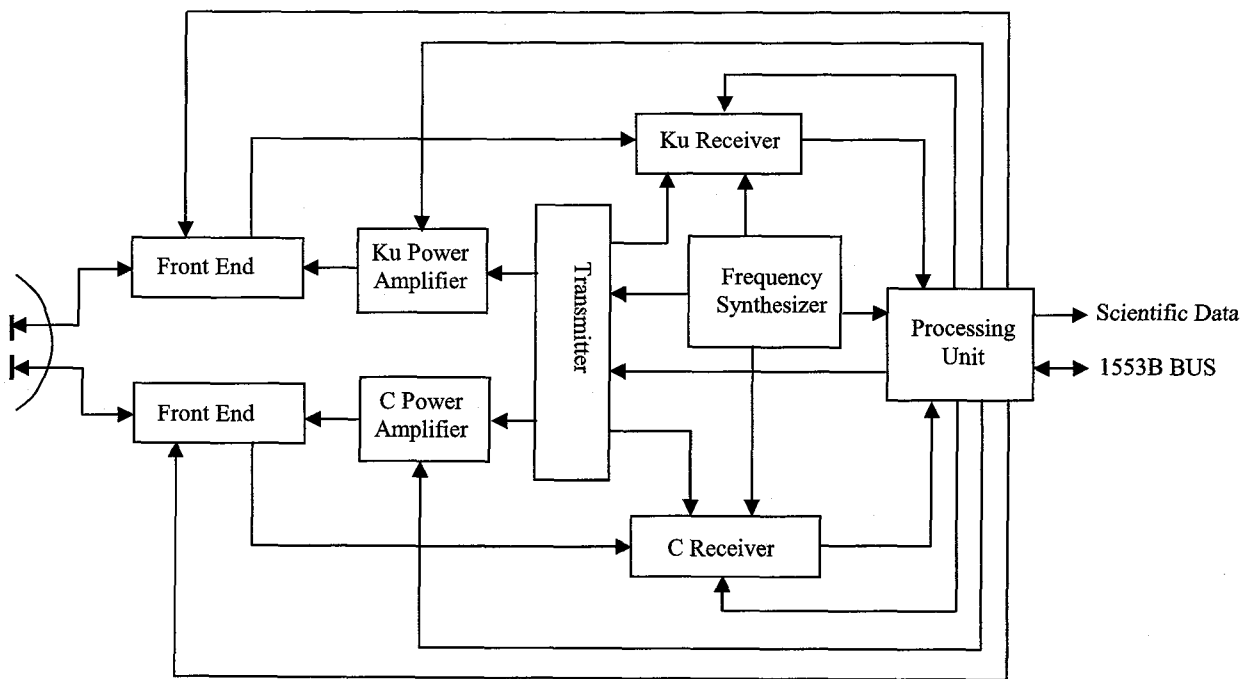 Ku Receiver
Front End
Ku Power
Amplifier
Transmitter
Frequency
Synthesizer
Processing
Unit
Scientific Data
1553B BUS
Front End
C Power
Amplifier
C Receiver